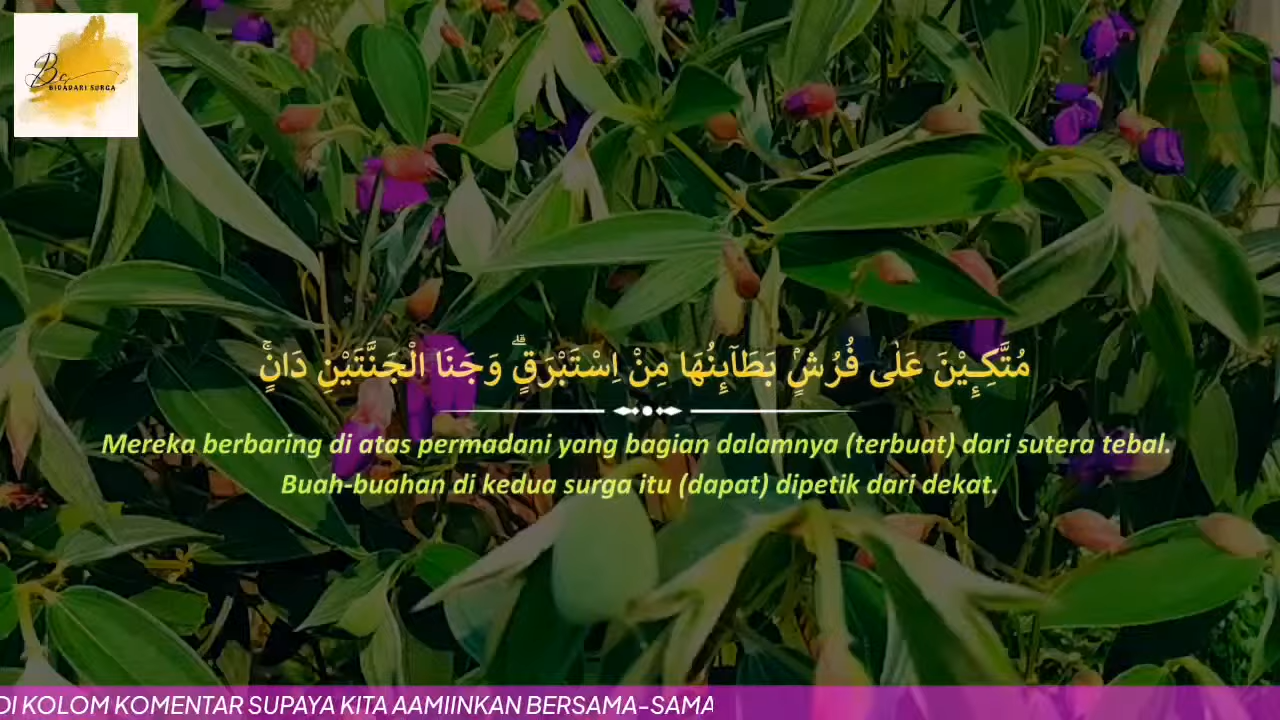 Bs
BIDADARI SURGA
مُتَّكِـِٕيْنَ عَلٰى فُرُشٍۢ بَطَاۤىِٕنُهَا مِنْ اِسْتَبْرَقٍۗ وَجَنَا الْجَنَّتَيْنِ دَانٍۚ
Mereka berbaring di atas permadani yang bagian dalamnya (terbuat) dari sutera tebal.
Buah-buahan di kedua surga itu (dapat) dipetik dari dekat.
DI KOLOM KOMENTAR SUPAYA KITA AAMIINKAN BERSAMA-SAMA